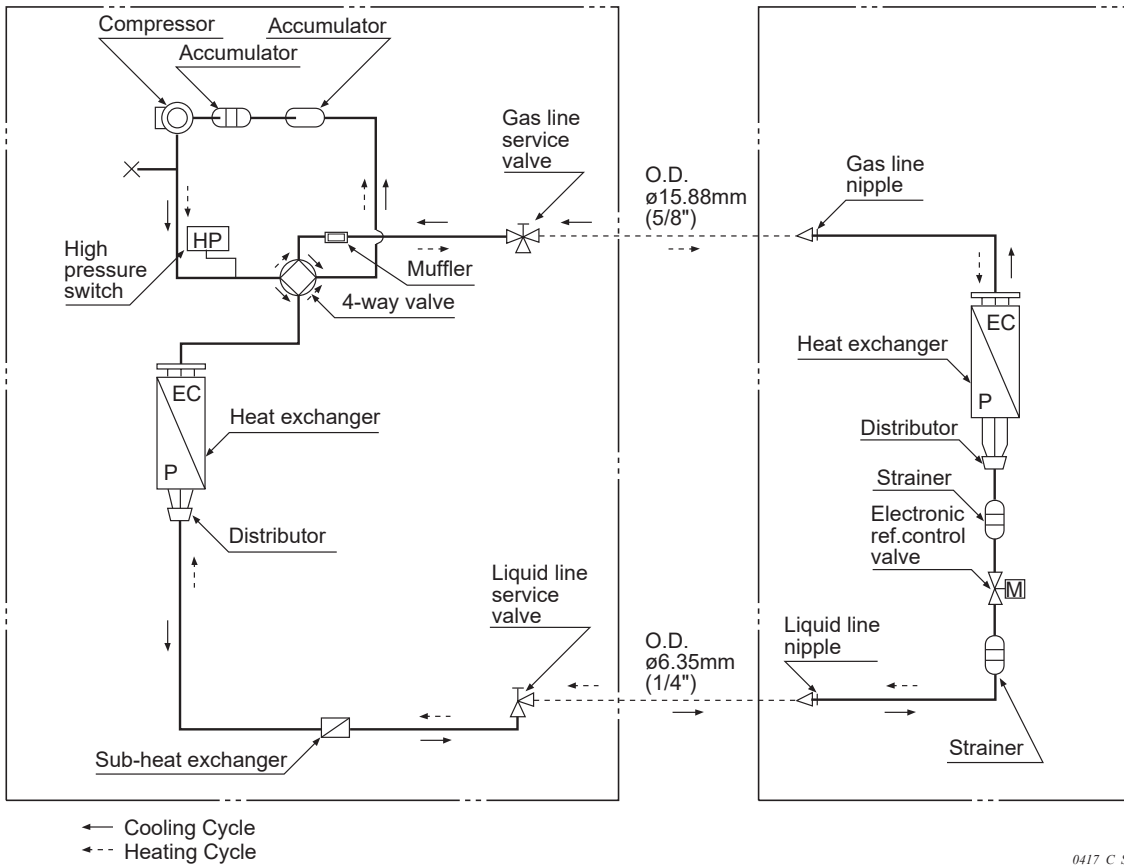 Compressor
Accumulator
Accumulator
Gas line
service
valve
O.D.
ø15.88mm
(5/8")
Gas line
nipple
HP
High
pressure
switch
Muffler
4-way valve
EC
Heat exchanger
P
EC
Heat exchanger
P
Distributor
Distributor
Strainer
Electronic
ref.control
valve
M
Liquid line
service
valve
O.D.
ø6.35mm
(1/4")
Liquid line
nipple
Sub-heat exchanger
Strainer
Cooling Cycle
Heating Cycle